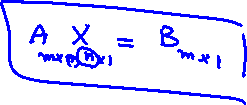 A X = B
m×n n×1 m×1